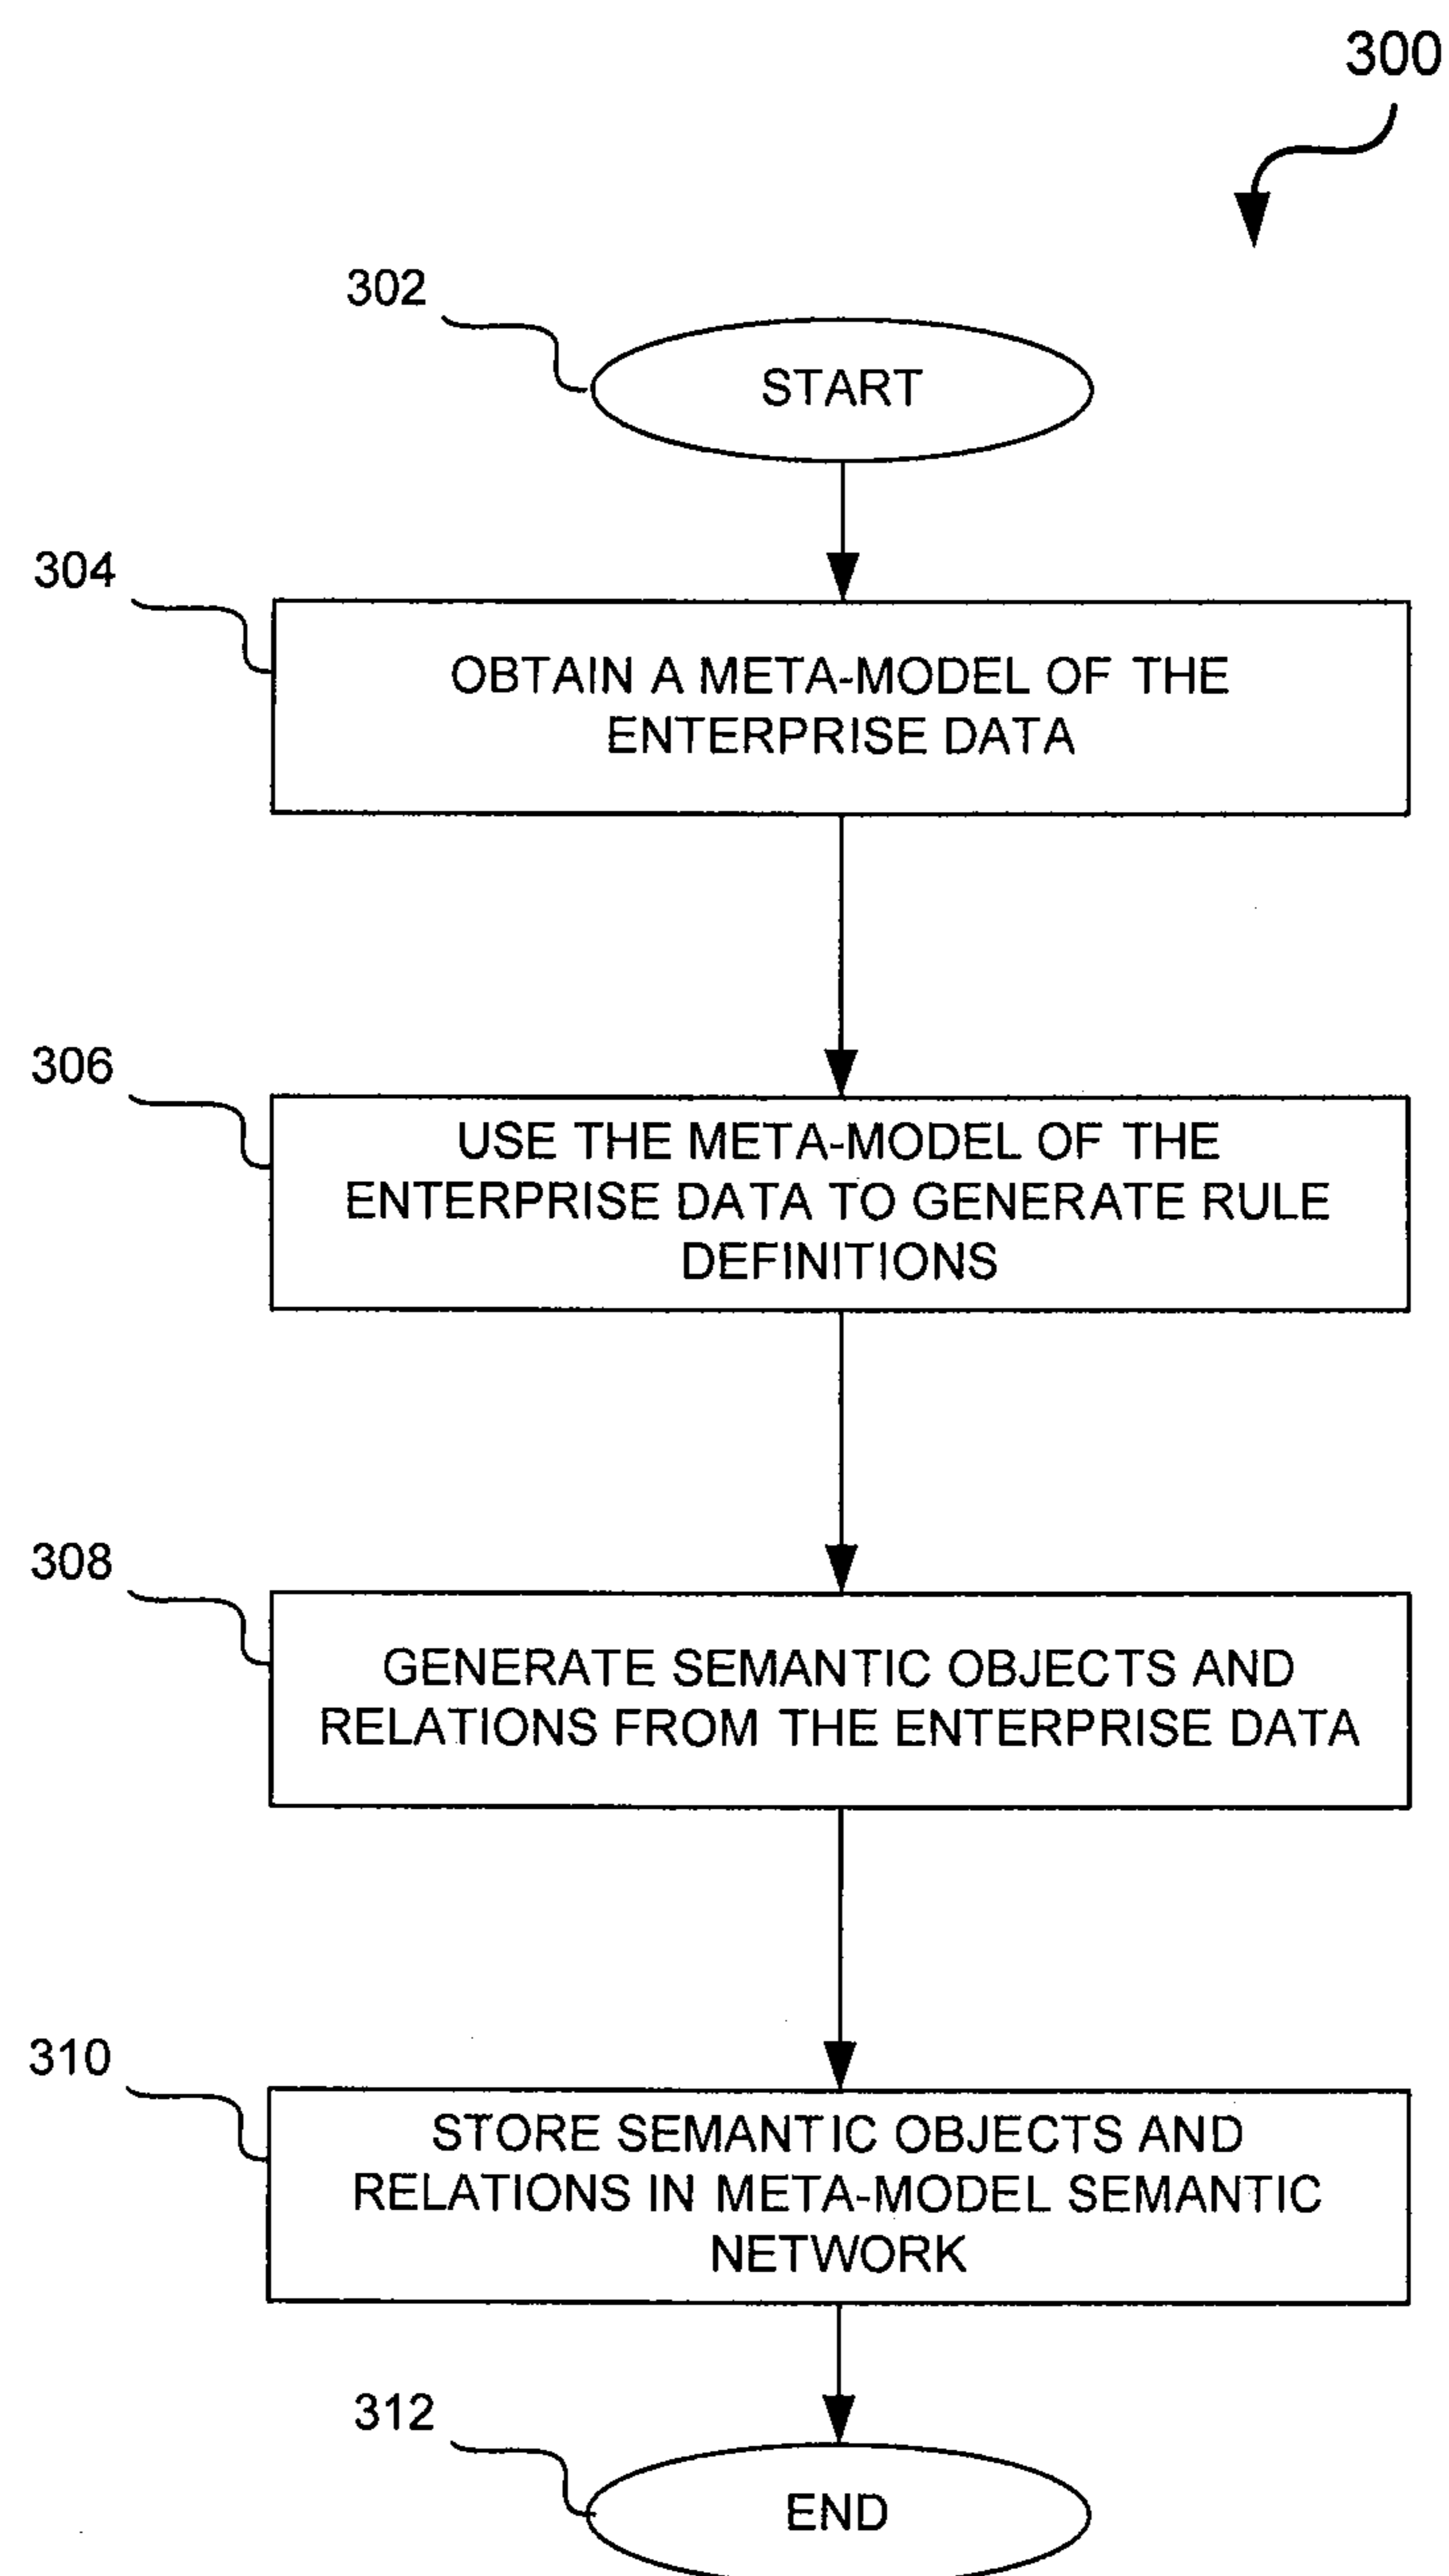 300
302
START
304
OBTAIN A META-MODEL OF THE
ENTERPRISE DATA
306
USE THE META-MODEL OF THE
ENTERPRISE DATA TO GENERATE RULE
DEFINITIONS
308
GENERATE SEMANTIC OBJECTS AND
RELATIONS FROM THE ENTERPRISE DATA
310
STORE SEMANTIC OBJECTS AND
RELATIONS IN META-MODEL SEMANTIC
NETWORK
312
END